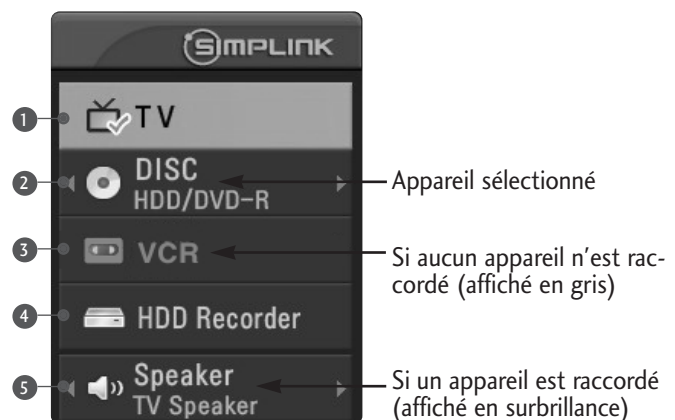 SIMPLINK
1 TV
2 DISC
HDD/DVD-R
Appareil sélectionné
3 VCR
Si aucun appareil n’est rac-
cordé (affiché en gris)
4 HDD Recorder
5 Speaker
TV Speaker
Si un appareil est raccordé
(affiché en surbrillance)